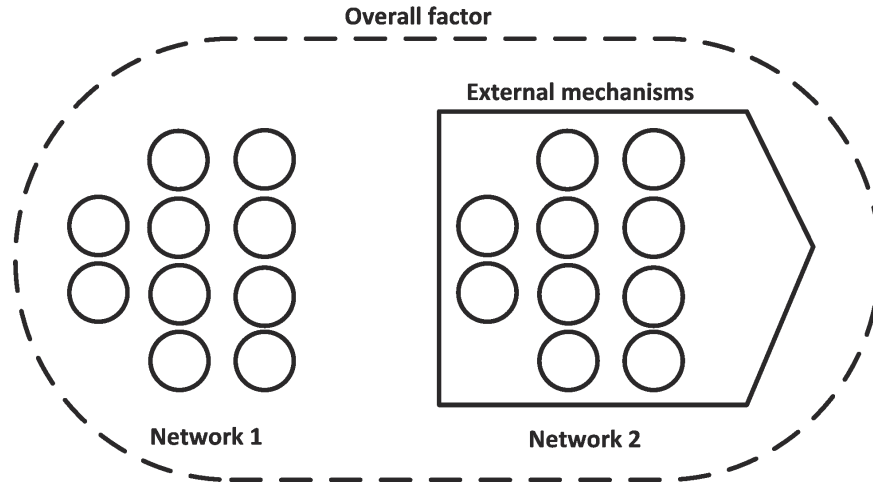 Overall factor
External mechanisms
Network 1
Network 2